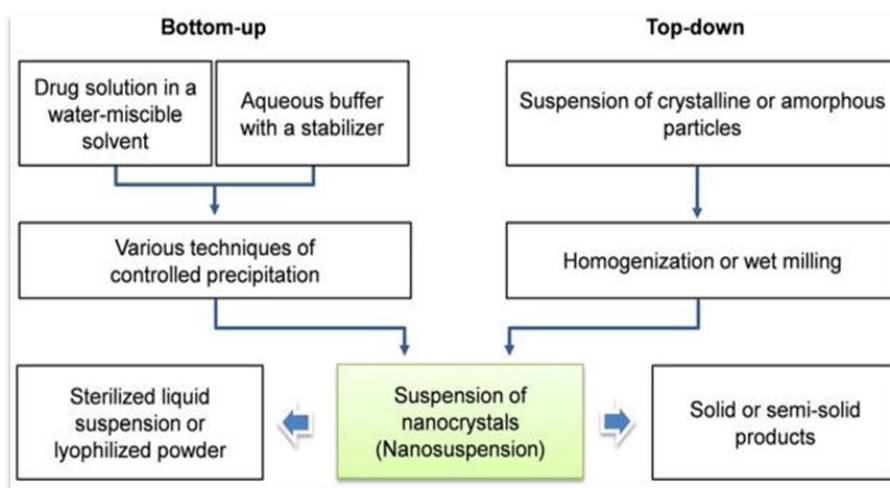 Bottom-up
Top-down
Drug solution in a
water-miscible
solvent
Aqueous buffer
with a stabilizer
Suspension of crystalline or amorphous
particles
Various techniques of
controlled precipitation
Homogenization or wet milling
Sterilized liquid
suspension or
lyophilized powder
Suspension of
nanocrystals
(Nanosuspension)
Solid or semi-solid
products